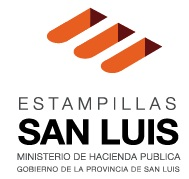 ESTAMPILLAS
SAN LUIS
MINISTERIO DE HACIENDA PUBLICA
GOBIERNO DE LA PROVINCIA DE SAN LUIS